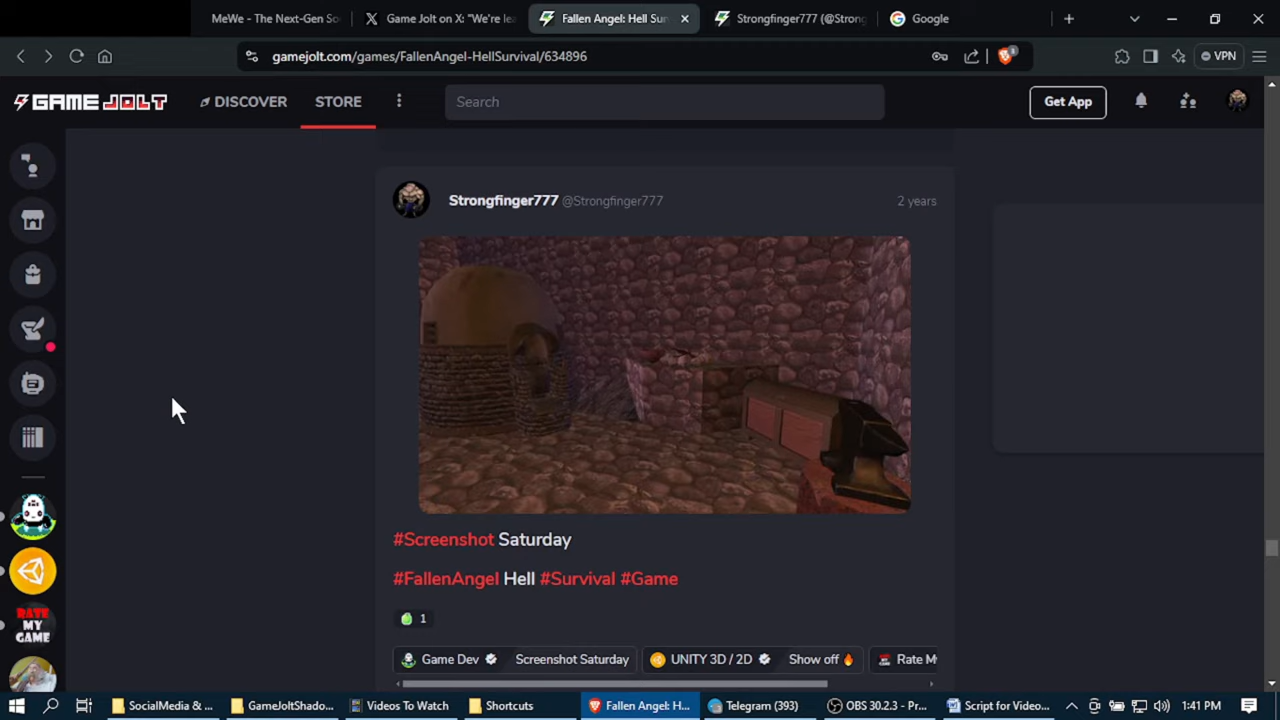 MeWe - The Next-Gen So
Game Jolt on X: "We're le
Fallen Angel: Hell Sur
Strongfinger777 (@Strong
Google
gamejolt.com/games/FallenAngel-HellSurvival/634896
VPN
GAME JOLT
DISCOVER
STORE
Search
Get App
Strongfinger777 @Strongfinger777
2 years
#Screenshot Saturday
#FallenAngel Hell #Survival #Game
1
Game Dev Screenshot Saturday
UNITY 3D / 2D Show off
Rate M
RATE
MY
GAME
SocialMedia & ...
GameJoltShado...
Videos To Watch
Shortcuts
Fallen Angel: H...
Telegram (393)
OBS 30.2.3 - Pr...
Script for Video...
1:41 PM